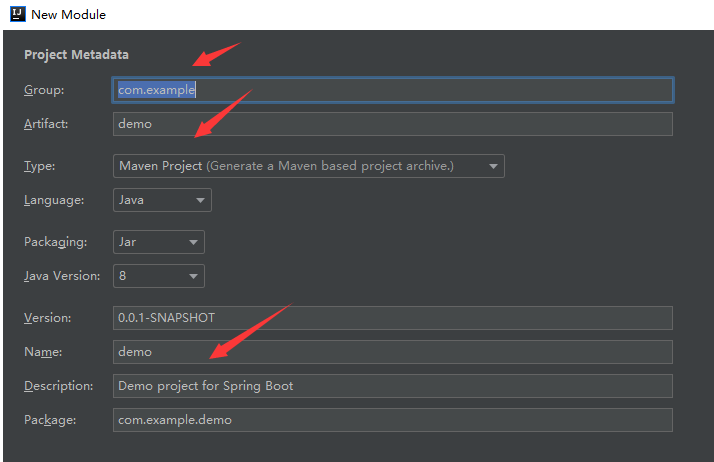 IJ New Module
Project Metadata
Group: com.example
Artifact: demo
Type: Maven Project (Generate a Maven based project archive.)
Language: Java
Packaging: Jar
Java Version: 8
Version: 0.0.1-SNAPSHOT
Name: demo
Description: Demo project for Spring Boot
Package: com.example.demo